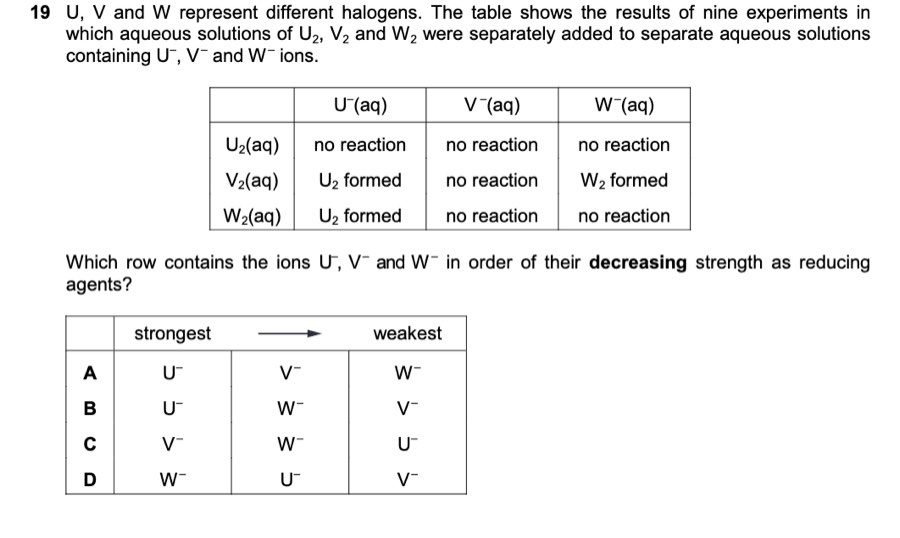 19 U, V and W represent different halogens. The table shows the results of nine experiments in
which aqueous solutions of U₂, V₂ and W₂ were separately added to separate aqueous solutions
containing U⁻, V⁻ and W⁻ ions.
U⁻(aq) V⁻(aq) W⁻(aq)
U₂(aq) no reaction no reaction no reaction
V₂(aq) U₂ formed no reaction W₂ formed
W₂(aq) U₂ formed no reaction no reaction
Which row contains the ions U⁻, V⁻ and W⁻ in order of their decreasing strength as reducing
agents?
strongest → weakest
A U⁻ V⁻ W⁻
B U⁻ W⁻ V⁻
C V⁻ W⁻ U⁻
D W⁻ U⁻ V⁻